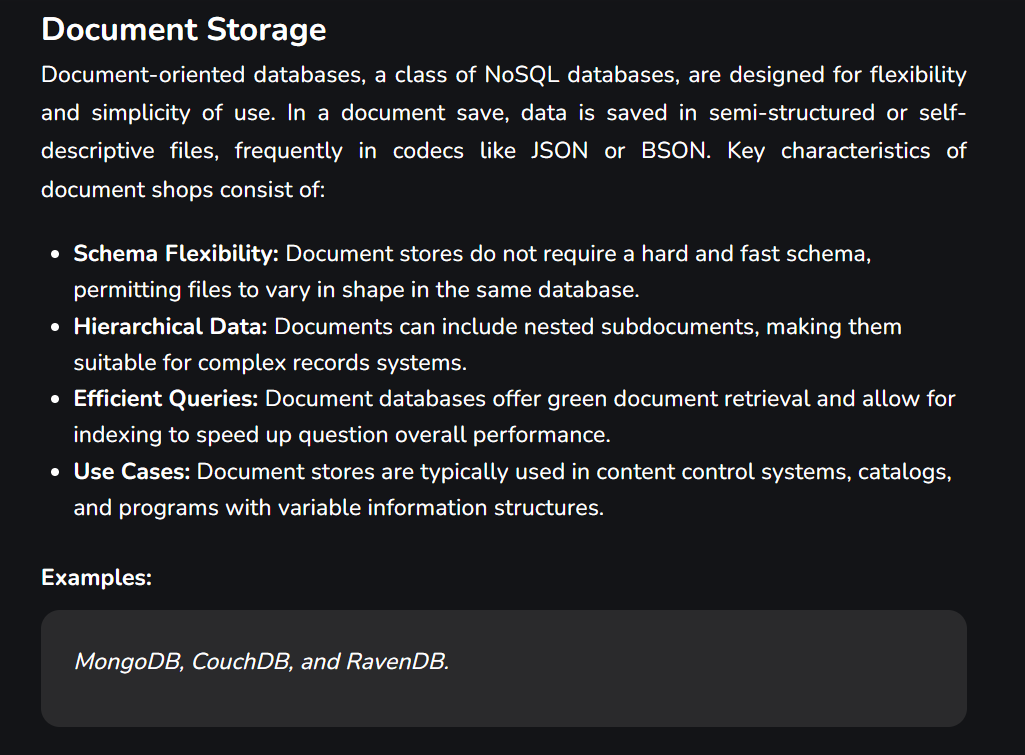 Document Storage
Document-oriented databases, a class of NoSQL databases, are designed for flexibility
and simplicity of use. In a document save, data is saved in semi-structured or self-
descriptive files, frequently in codecs like JSON or BSON. Key characteristics of
document shops consist of:
• Schema Flexibility: Document stores do not require a hard and fast schema,
permitting files to vary in shape in the same database.
• Hierarchical Data: Documents can include nested subdocuments, making them
suitable for complex records systems.
• Efficient Queries: Document databases offer green document retrieval and allow for
indexing to speed up question overall performance.
• Use Cases: Document stores are typically used in content control systems, catalogs,
and programs with variable information structures.
Examples:
MongoDB, CouchDB, and RavenDB.